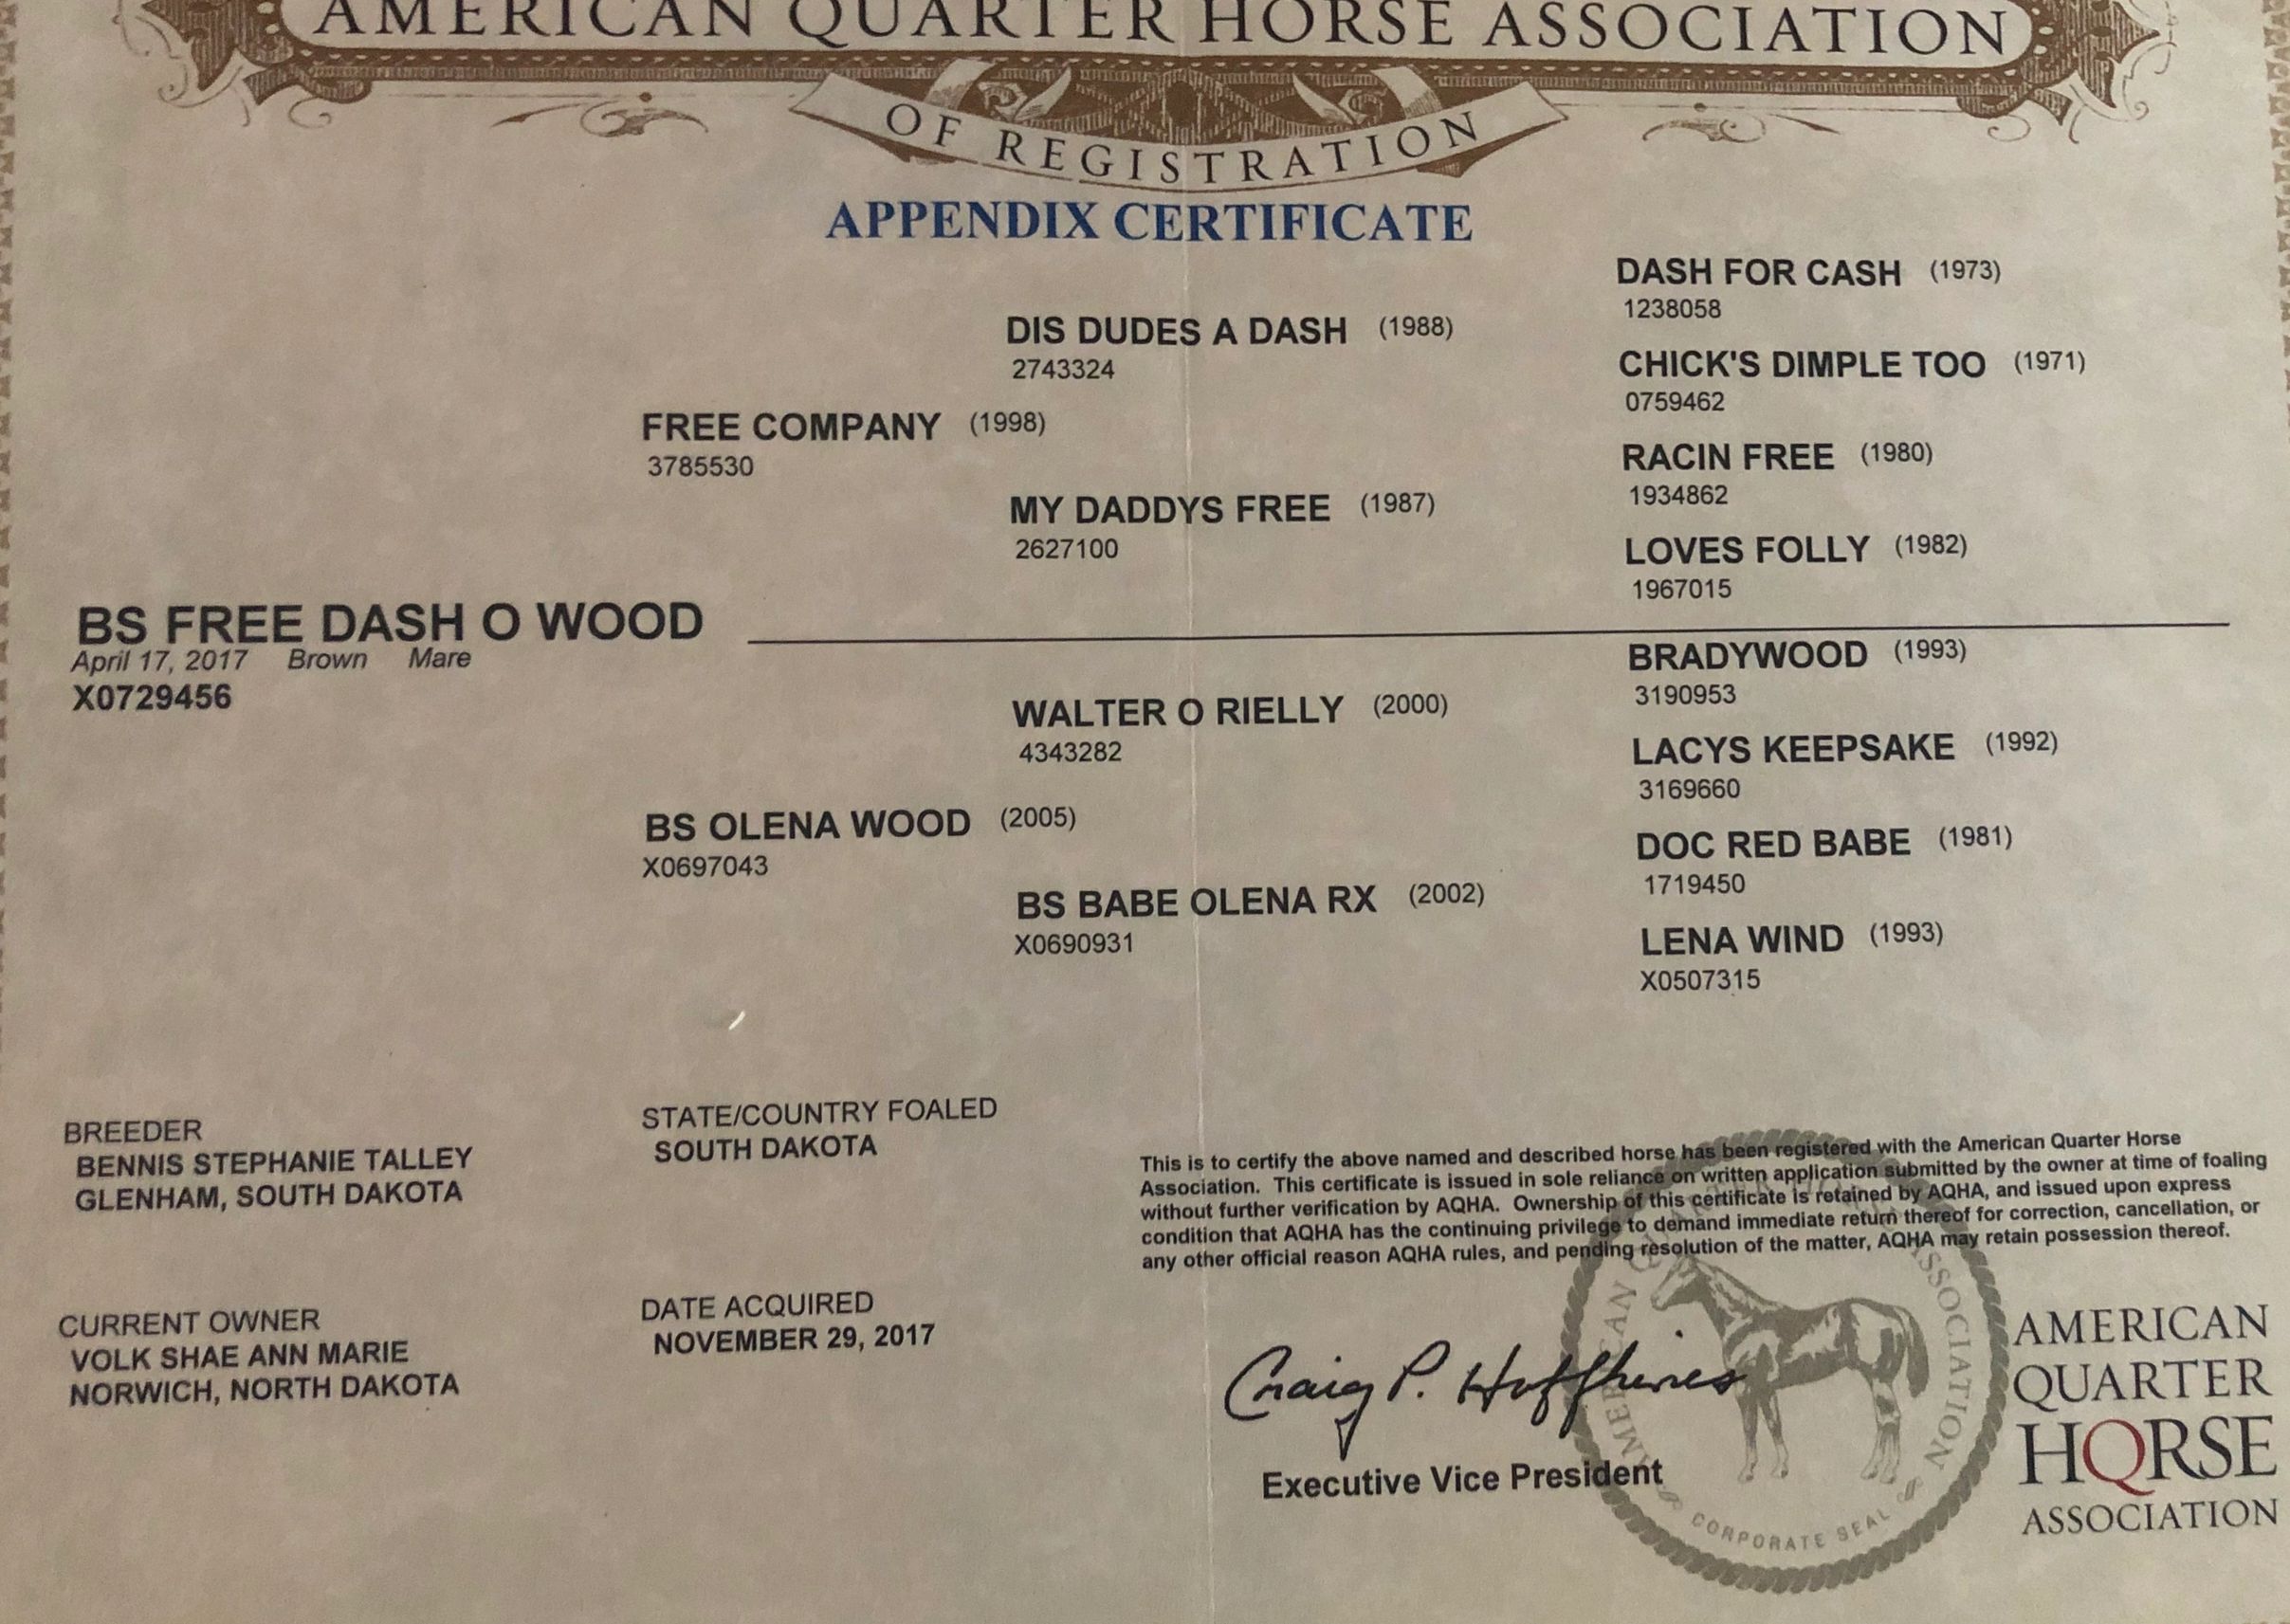 AMERICAN QUARTER HORSE ASSOCIATION
OF REGISTRATION
APPENDIX CERTIFICATE
DASH FOR CASH (1973)
1238058
DIS DUDES A DASH (1988)
2743324
CHICK'S DIMPLE TOO (1971)
0759462
FREE COMPANY (1998)
3785530
RACIN FREE (1980)
1934862
MY DADDYS FREE (1987)
2627100
LOVES FOLLY (1982)
1967015
BS FREE DASH O WOOD
April 17, 2017 Brown Mare
X0729456
BRADYWOOD (1993)
3190953
WALTER O RIELLY (2000)
4343282
LACYS KEEPSAKE (1992)
3169660
BS OLENA WOOD (2005)
X0697043
DOC RED BABE (1981)
1719450
BS BABE OLENA RX (2002)
X0690931
LENA WIND (1993)
X0507315
BREEDER
BENNIS STEPHANIE TALLEY
GLENHAM, SOUTH DAKOTA
STATE/COUNTRY FOALED
SOUTH DAKOTA
This is to certify the above named and described horse has been registered with the American Quarter Horse
Association. This certificate is issued in sole reliance on written application submitted by the owner at time of foaling
without further verification by AQHA. Ownership of this certificate is retained by AQHA, and issued upon express
condition that AQHA has the continuing privilege to demand immediate return thereof for correction, cancellation, or
any other official reason AQHA rules, and pending resolution of the matter, AQHA may retain possession thereof.
CURRENT OWNER
VOLK SHAE ANN MARIE
NORWICH, NORTH DAKOTA
DATE ACQUIRED
NOVEMBER 29, 2017
Craig P. Huffhines
Executive Vice President
AMERICAN ASSOCIATION
CORPORATE SEAL
AMERICAN
QUARTER
HORSE
ASSOCIATION